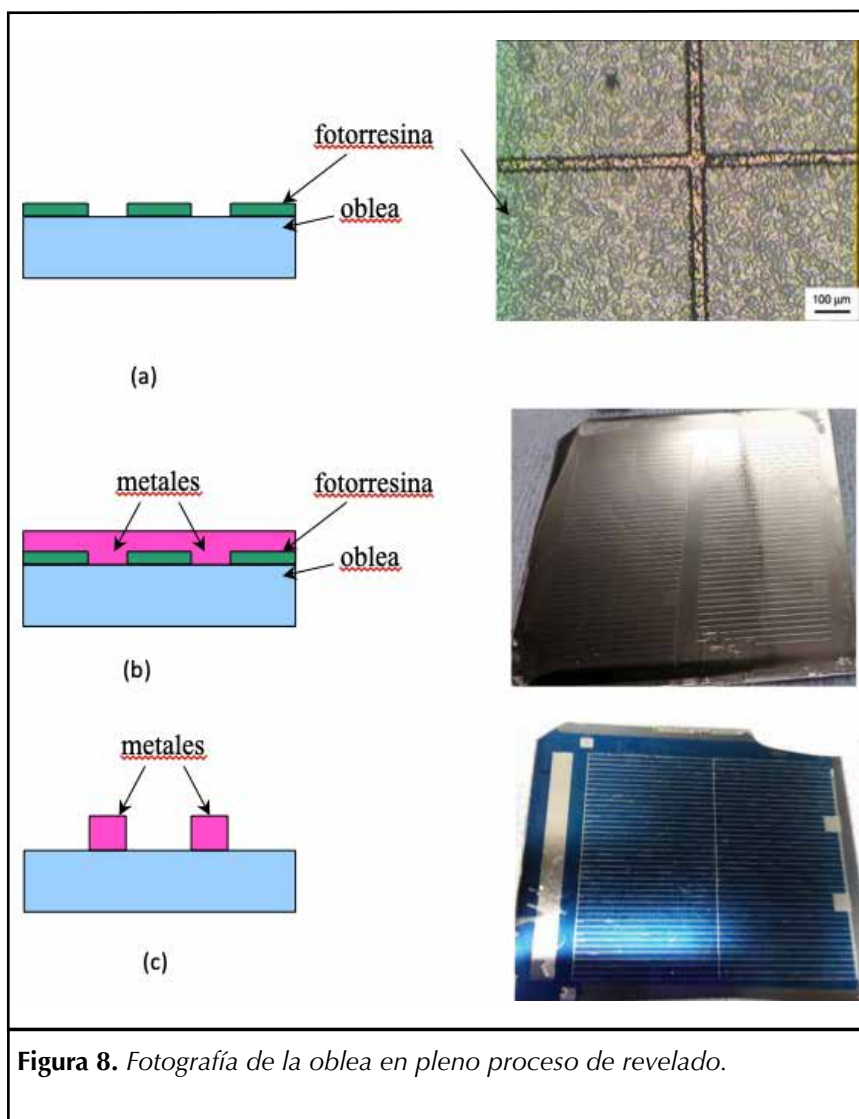 fotorresina
oblea
100 µm
(a)
metales
fotorresina
oblea
(b)
metales
(c)
Figura 8. Fotografía de la oblea en pleno proceso de revelado.